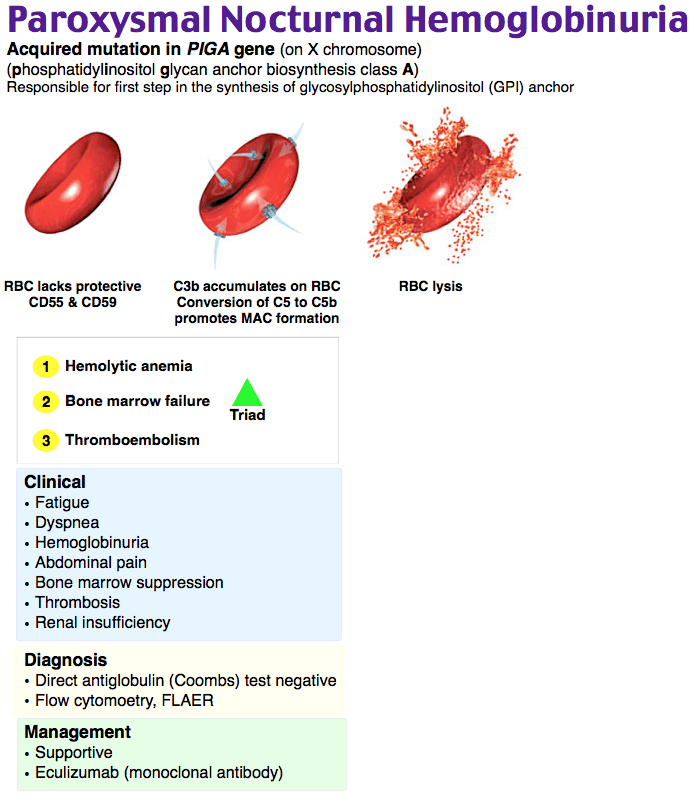 Paroxysmal Nocturnal Hemoglobinuria
Acquired mutation in PIGA gene (on X chromosome)
(phosphatidylinositol glycan anchor biosynthesis class A)
Responsible for first step in the synthesis of glycosylphosphatidylinositol (GPI) anchor
RBC lacks protective
CD55 & CD59
C3b accumulates on RBC
Conversion of C5 to C5b
promotes MAC formation
RBC lysis
1 Hemolytic anemia
2 Bone marrow failure
3 Thromboembolism
Triad
Clinical
• Fatigue
• Dyspnea
• Hemoglobinuria
• Abdominal pain
• Bone marrow suppression
• Thrombosis
• Renal insufficiency
Diagnosis
• Direct antiglobulin (Coombs) test negative
• Flow cytomoetry, FLAER
Management
• Supportive
• Eculizumab (monoclonal antibody)